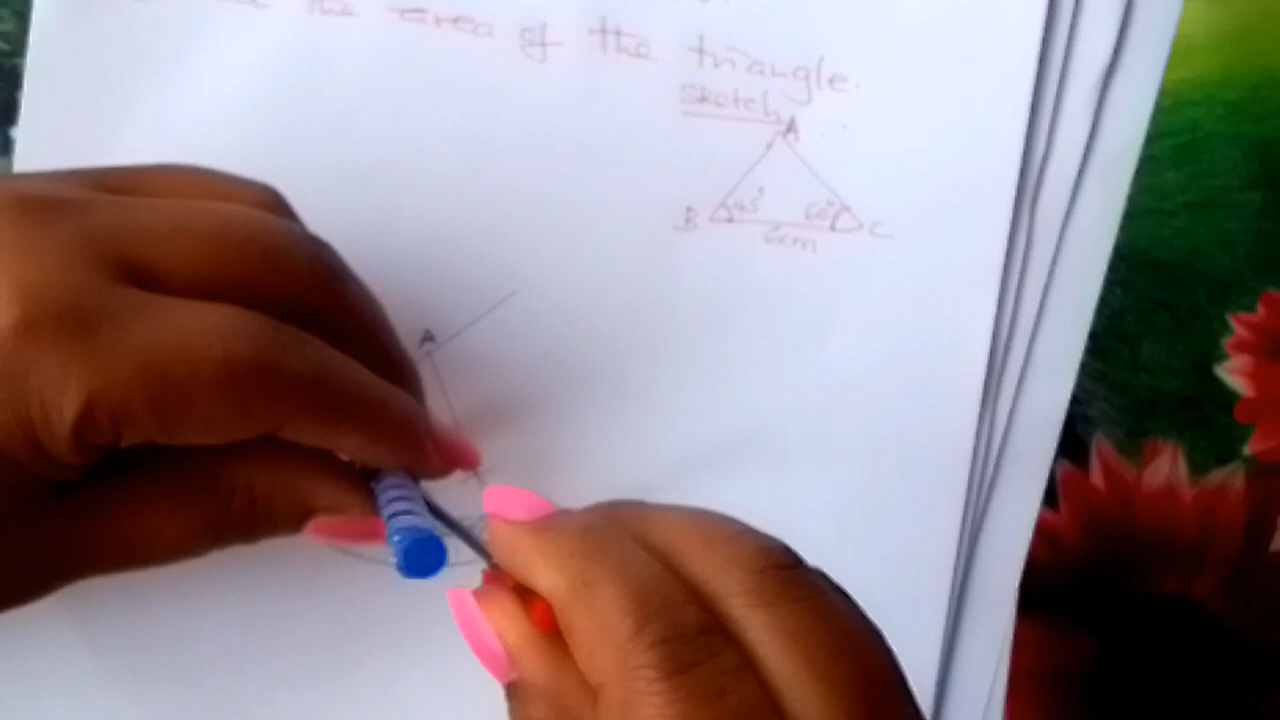 the area of the triangle.
Sketch
A
B 45° 60° C
6cm
A